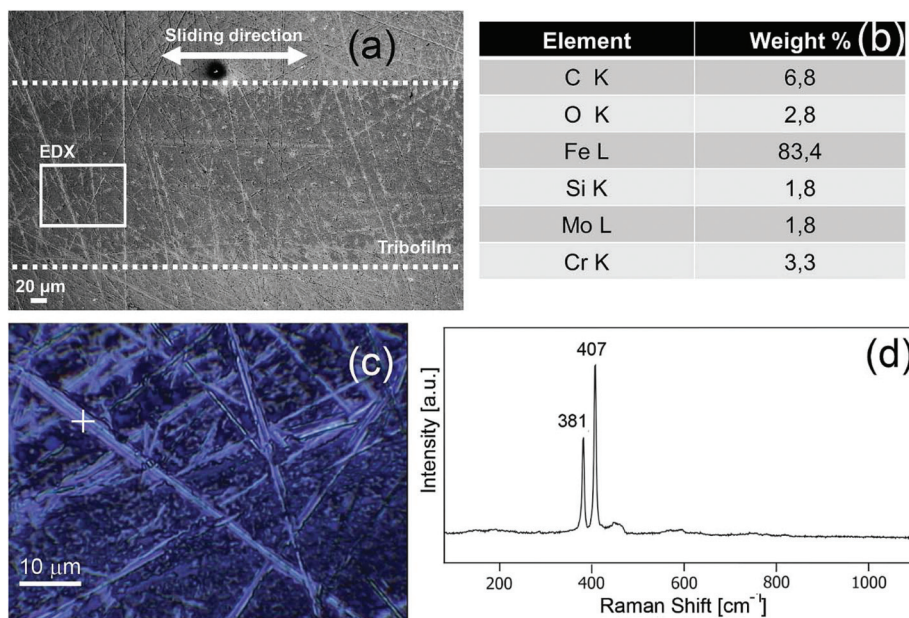 Sliding direction
(a)
EDX
Tribofilm
20 µm
(b)
Element Weight %
C K 6,8
O K 2,8
Fe L 83,4
Si K 1,8
Mo L 1,8
Cr K 3,3
(c)
10 µm
(d)
407
381
Intensity [a.u.]
200 400 600 800 1000
Raman Shift [cm⁻¹]